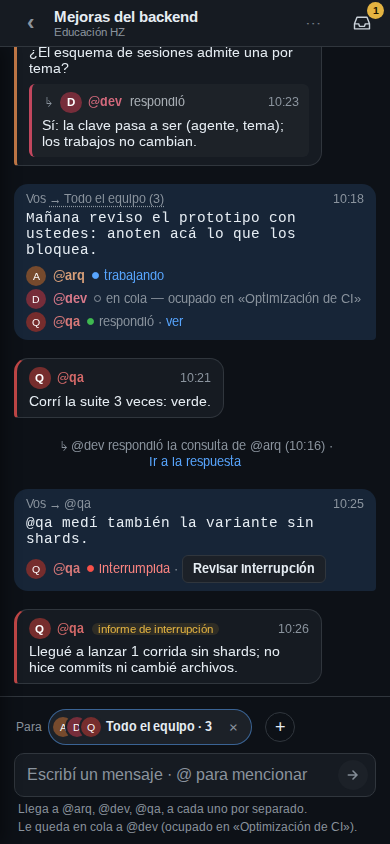 ‹ Mejoras del backend ··· 1
Educación HZ
¿El esquema de sesiones admite una por
tema?
↳ D @dev respondió 10:23
Sí: la clave pasa a ser (agente, tema);
los trabajos no cambian.
Vos → Todo el equipo (3) 10:18
Mañana reviso el prototipo con
ustedes: anoten acá lo que los
bloquea.
A @arq ● trabajando
D @dev ○ en cola — ocupado en «Optimización de CI»
Q @qa ● respondió · ver
Q @qa 10:21
Corrí la suite 3 veces: verde.
↳ @dev respondió la consulta de @arq (10:16) ·
Ir a la respuesta
Vos → @qa 10:25
@qa medí también la variante sin
shards.
Q @qa ● Interrumpida · Revisar interrupción
Q @qa informe de interrupción 10:26
Llegué a lanzar 1 corrida sin shards; no
hice commits ni cambié archivos.
Para A D Q Todo el equipo · 3 × +
Escribí un mensaje · @ para mencionar →
Llega a @arq, @dev, @qa, a cada uno por separado.
Le queda en cola a @dev (ocupado en «Optimización de CI»).